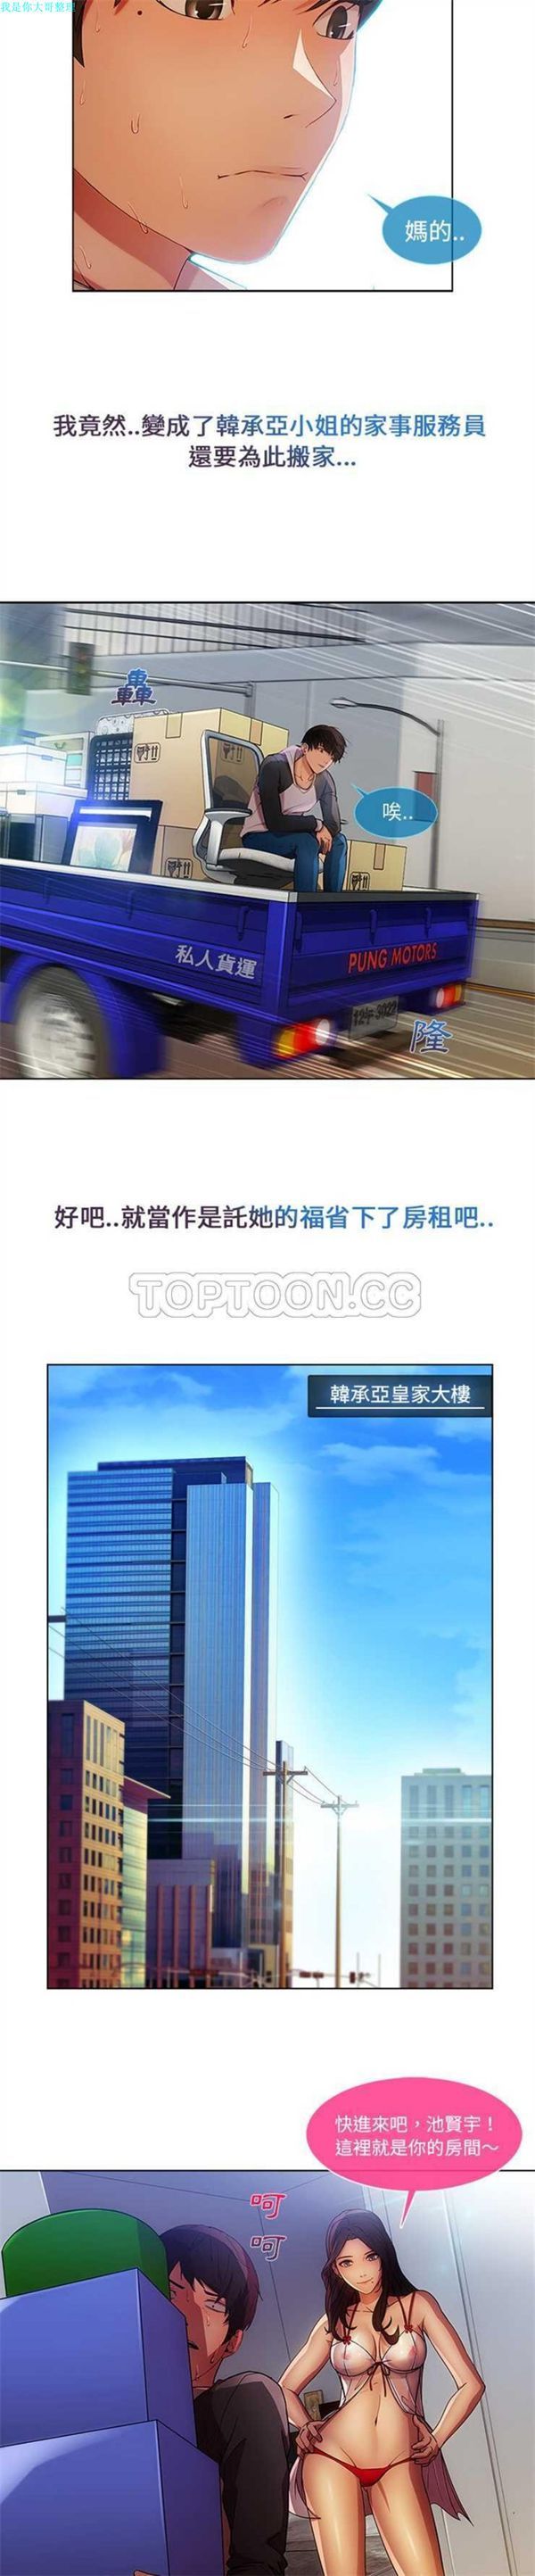 我是你大哥整理
媽的..
我竟然..變成了韓承亞小姐的家事服務員
還要為此搬家...
轟
唉..
私人貨運
PUNG MOTORS
隆
好吧..就當作是託她的福省下了房租吧..
TOPTOON.CC
韓承亞皇家大樓
快進來吧，池賢宇！
這裡就是你的房間～
呵
呵